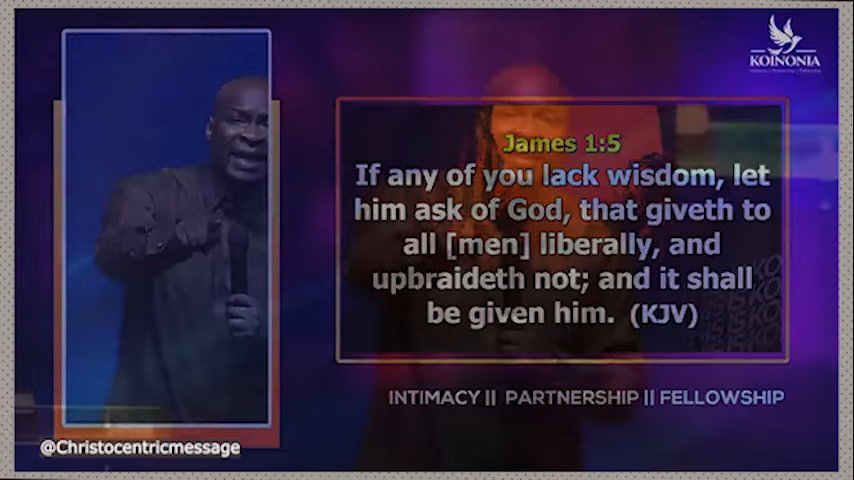 KOINONIA
James 1:5
If any of you lack wisdom, let
him ask of God, that giveth to
all [men] liberally, and
upbraideth not; and it shall
be given him. (KJV)
INTIMACY || PARTNERSHIP || FELLOWSHIP
@Christocentricmessage